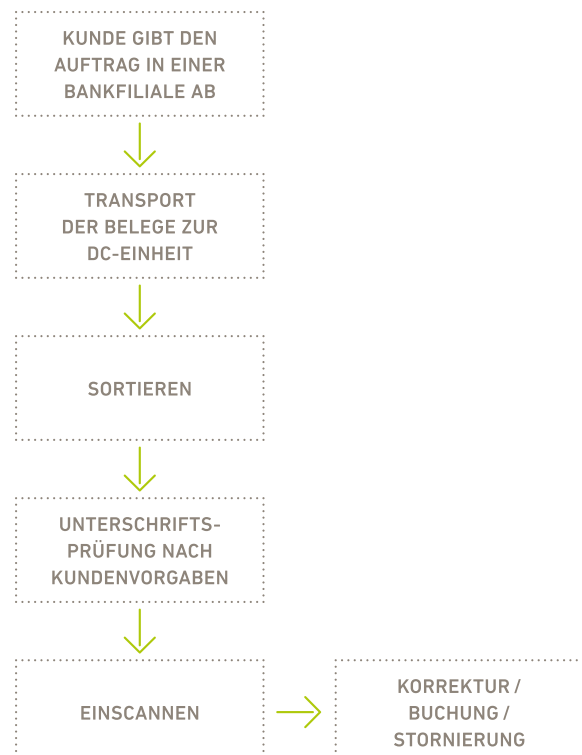 KUNDE GIBT DEN
AUFTRAG IN EINER
BANKFILIALE AB
TRANSPORT
DER BELEGE ZUR
DC-EINHEIT
SORTIEREN
UNTERSCHRIFTS-
PRÜFUNG NACH
KUNDENVORGABEN
EINSCANNEN
KORREKTUR /
BUCHUNG /
STORNIERUNG